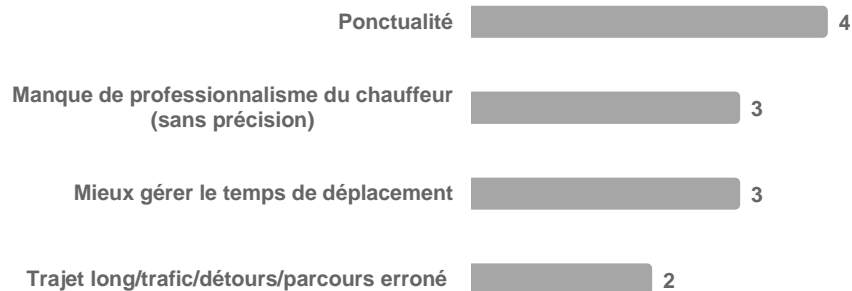 Ponctualité 4
Manque de professionnalisme du chauffeur
(sans précision) 3
Mieux gérer le temps de déplacement 3
Trajet long/trafic/détours/parcours erroné 2